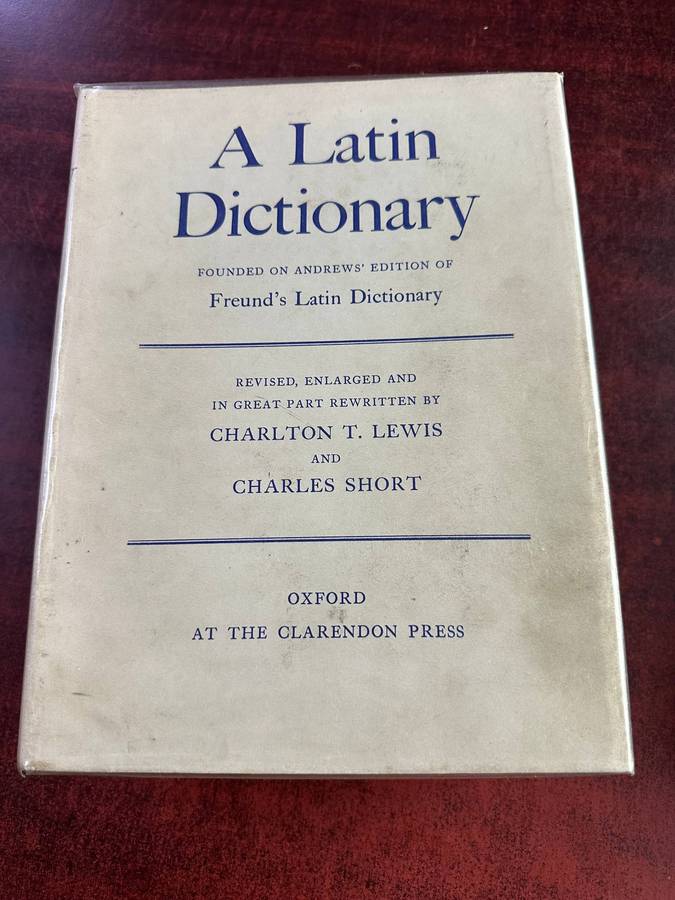 A Latin
Dictionary
FOUNDED ON ANDREWS' EDITION OF
Freund's Latin Dictionary
REVISED, ENLARGED AND
IN GREAT PART REWRITTEN BY
CHARLTON T. LEWIS
AND
CHARLES SHORT
OXFORD
AT THE CLARENDON PRESS